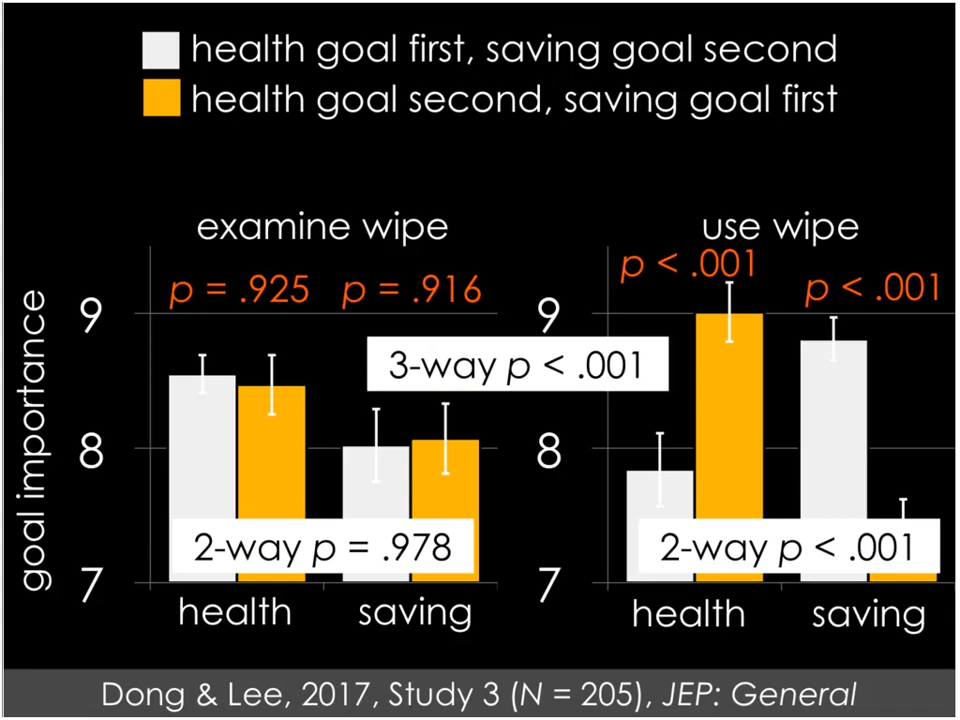 health goal first, saving goal second
health goal second, saving goal first
examine wipe
use wipe
p = .925
p = .916
p < .001
p < .001
goal importance
9
8
7
9
8
7
3-way p < .001
2-way p = .978
2-way p < .001
health
saving
health
saving
Dong & Lee, 2017, Study 3 (N = 205), JEP: General